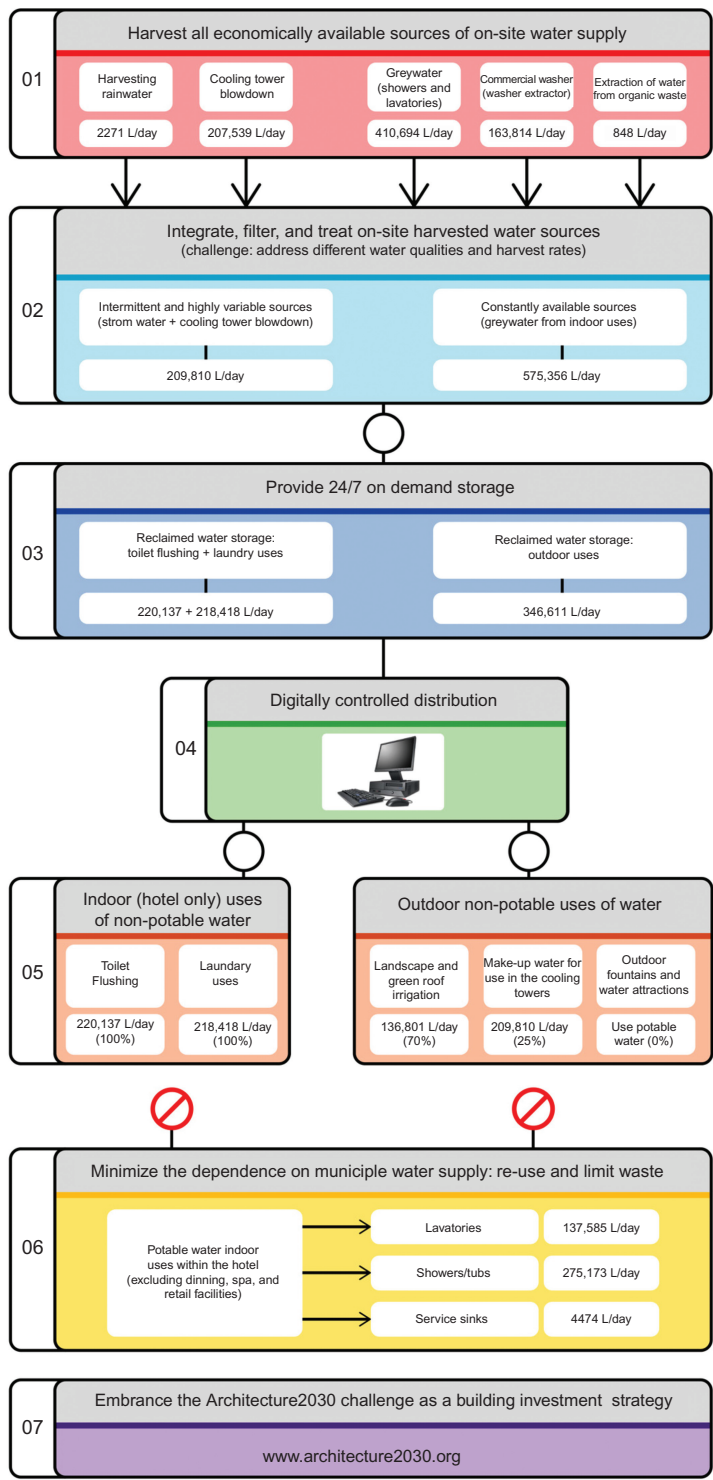 01
Harvest all economically available sources of on-site water supply
Harvesting
rainwater
2271 L/day
Cooling tower
blowdown
207,539 L/day
Greywater
(showers and
lavatories)
410,694 L/day
Commercial washer
(washer extractor)
163,814 L/day
Extraction of water
from organic waste
848 L/day
02
Integrate, filter, and treat on-site harvested water sources
(challenge: address different water qualities and harvest rates)
Intermittent and highly variable sources
(strom water + cooling tower blowdown)
209,810 L/day
Constantly available sources
(greywater from indoor uses)
575,356 L/day
03
Provide 24/7 on demand storage
Reclaimed water storage:
toilet flushing + laundry uses
220,137 + 218,418 L/day
Reclaimed water storage:
outdoor uses
346,611 L/day
04
Digitally controlled distribution
05
Indoor (hotel only) uses
of non-potable water
Toilet
Flushing
220,137 L/day
(100%)
Laundary
uses
218,418 L/day
(100%)
Outdoor non-potable uses of water
Landscape and
green roof
irrigation
136,801 L/day
(70%)
Make-up water for
use in the cooling
towers
209,810 L/day
(25%)
Outdoor
fountains and
water attractions
Use potable
water (0%)
06
Minimize the dependence on municiple water supply: re-use and limit waste
Potable water indoor
uses within the hotel
(excluding dinning, spa, and
retail facilities)
Lavatories
137,585 L/day
Showers/tubs
275,173 L/day
Service sinks
4474 L/day
07
Embrance the Architecture2030 challenge as a building investment strategy
www.architecture2030.org